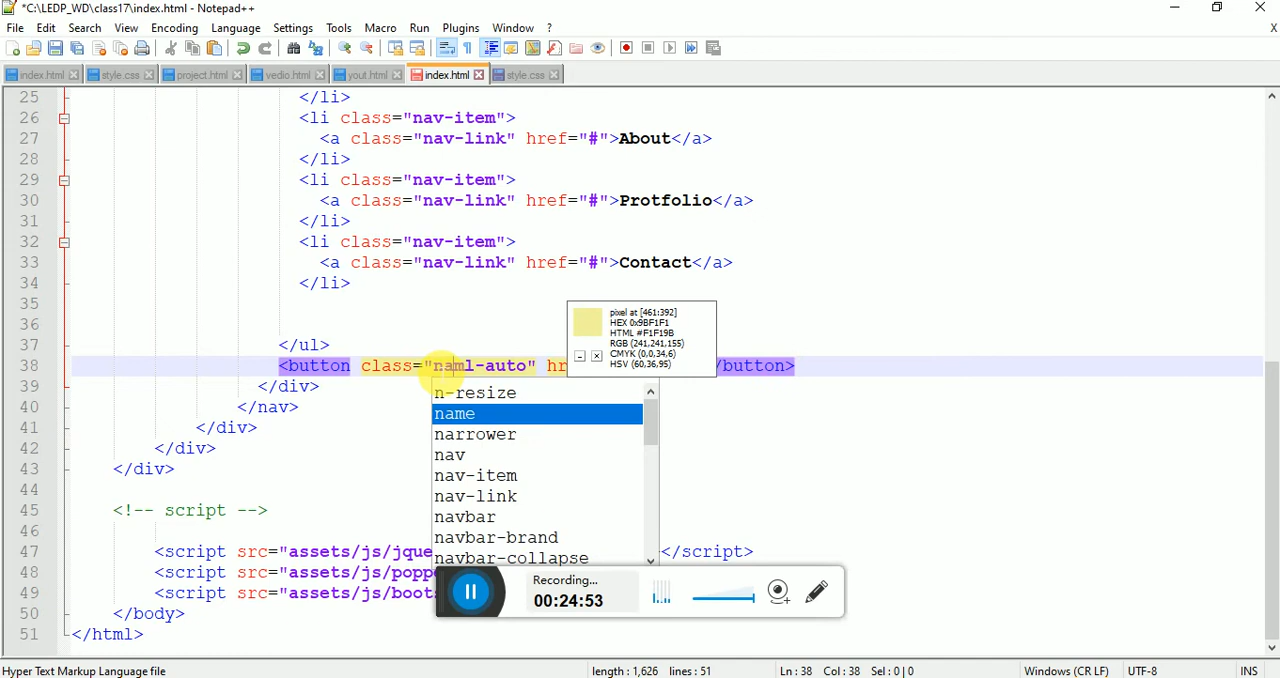 *C:\LEDP_WD\class17\index.html - Notepad++
File Edit Search View Encoding Language Settings Tools Macro Run Plugins Window ? X
index.html style.css project.html vedio.html yout.html index.html style.css
25 </li>
26 <li class="nav-item">
27 <a class="nav-link" href="#">About</a>
28 </li>
29 <li class="nav-item">
30 <a class="nav-link" href="#">Protfolio</a>
31 </li>
32 <li class="nav-item">
33 <a class="nav-link" href="#">Contact</a>
34 </li>
35
36
37 </ul>
38 <button class="naml-auto" hr /button>
39 </div>
40 </nav>
41 </div>
42 </div>
43 </div>
44
45 <!-- script -->
46
47 <script src="assets/js/jque </script>
48 <script src="assets/js/popp
49 <script src="assets/js/boots
50 </body>
51 </html>
pixel at [461:392]
HEX 0x9BF1F1
HTML #F1F19B
RGB (241,241,155)
CMYK (0,0,34,6)
HSV (60,36,95)
n-resize
name
narrower
nav
nav-item
nav-link
navbar
navbar-brand
navbar-collapse
Recording...
00:24:53
Hyper Text Markup Language file length : 1,626 lines : 51 Ln : 38 Col : 38 Sel : 0 | 0 Windows (CR LF) UTF-8 INS